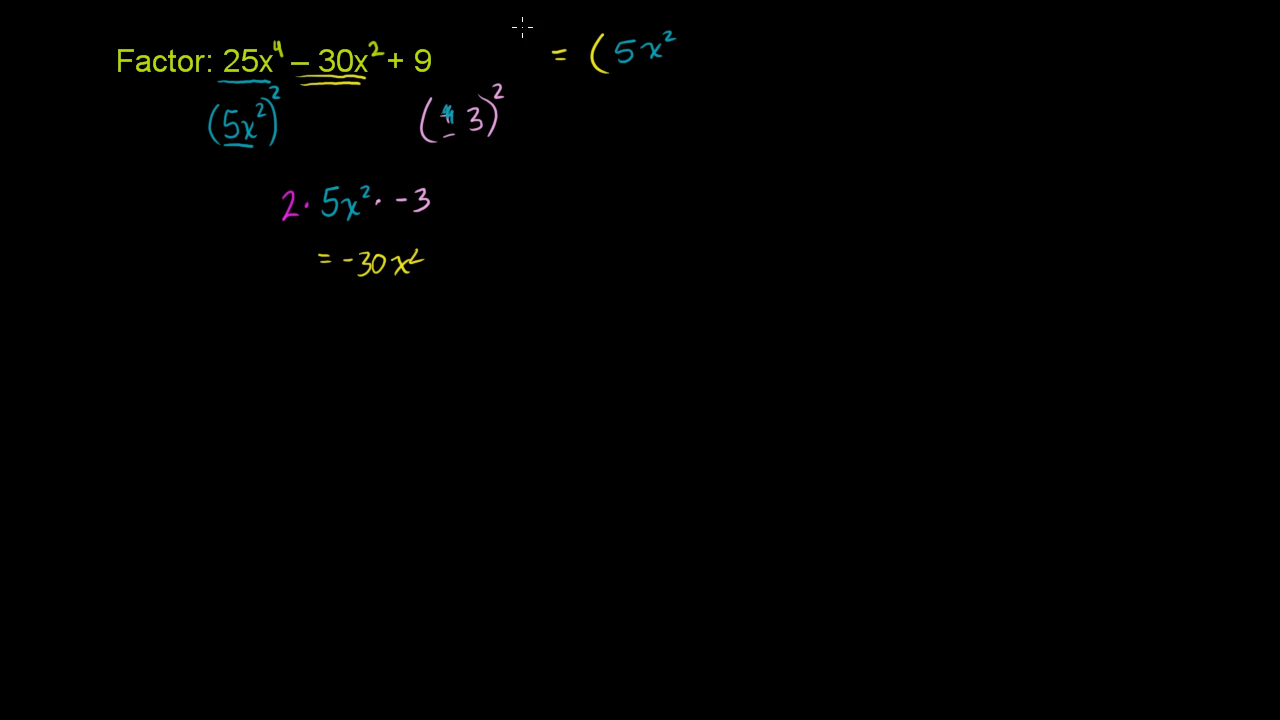 Factor: 25x⁴ – 30x² + 9 = (5x²
(5x²)² (± 3)²
2 · 5x² · -3
= -30x²